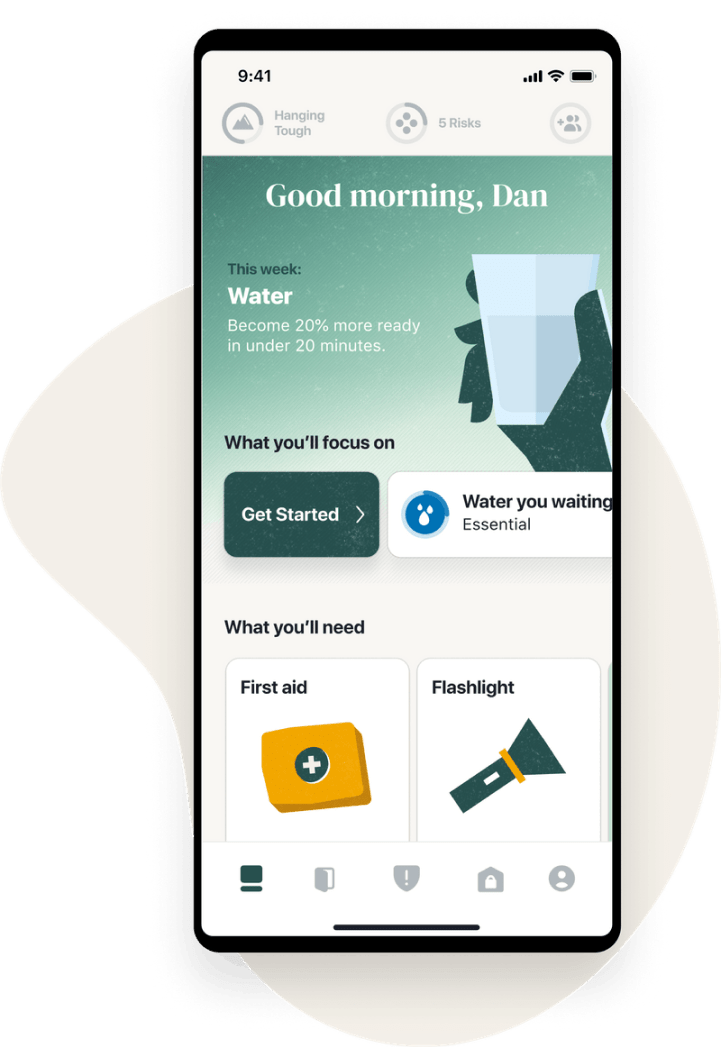 9:41
Hanging
Tough
5 Risks
Good morning, Dan
This week:
Water
Become 20% more ready
in under 20 minutes.
What you'll focus on
Get Started
Water you waiting
Essential
What you'll need
First aid
Flashlight